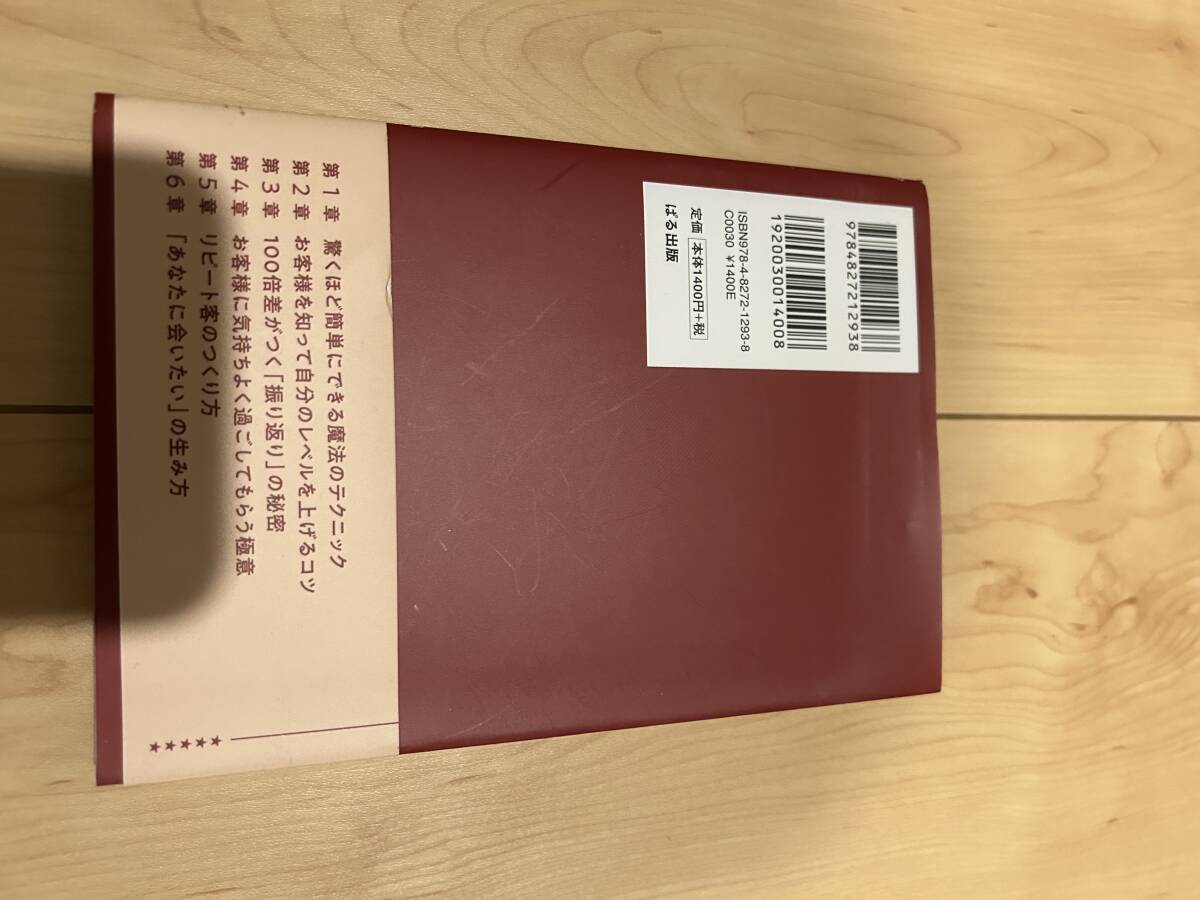 9784827212938
1920030014008
ISBN978-4-8272-1293-8
C0030 ¥1400E
定価 本体1400円+税
ぱる出版
第1章 驚くほど簡単にできる魔法のテクニック
第2章 お客様を知って自分のレベルを上げるコツ
第3章 100倍差がつく「振り返り」の秘密
第4章 お客様に気持ちよく過ごしてもらう極意
第5章 リピート客のつくり方
第6章 「あなたに会いたい」の生み方
★★★★★